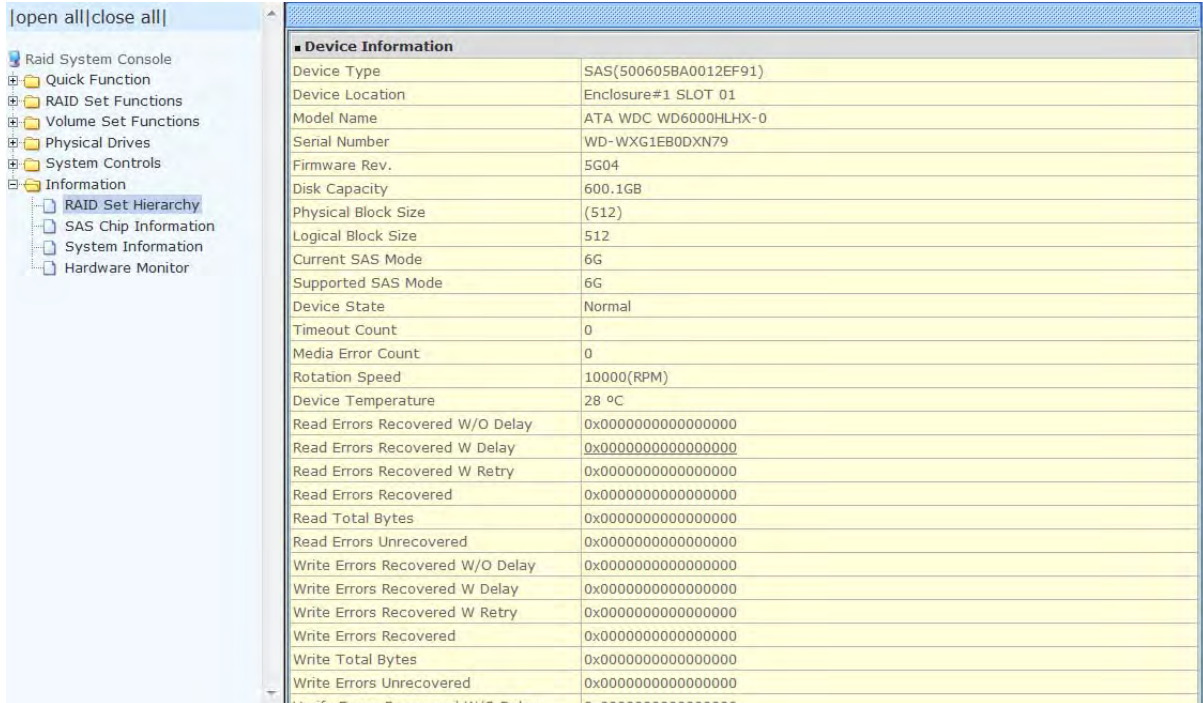 |open all|close all|
Raid System Console
Quick Function
RAID Set Functions
Volume Set Functions
Physical Drives
System Controls
Information
RAID Set Hierarchy
SAS Chip Information
System Information
Hardware Monitor
Device Information
Device Type SAS(500605BA0012EF91)
Device Location Enclosure#1 SLOT 01
Model Name ATA WDC WD6000HLHX-0
Serial Number WD-WXG1EB0DXN79
Firmware Rev. 5G04
Disk Capacity 600.1GB
Physical Block Size (512)
Logical Block Size 512
Current SAS Mode 6G
Supported SAS Mode 6G
Device State Normal
Timeout Count 0
Media Error Count 0
Rotation Speed 10000(RPM)
Device Temperature 28 ºC
Read Errors Recovered W/O Delay 0x0000000000000000
Read Errors Recovered W Delay 0x0000000000000000
Read Errors Recovered W Retry 0x0000000000000000
Read Errors Recovered 0x0000000000000000
Read Total Bytes 0x0000000000000000
Read Errors Unrecovered 0x0000000000000000
Write Errors Recovered W/O Delay 0x0000000000000000
Write Errors Recovered W Delay 0x0000000000000000
Write Errors Recovered W Retry 0x0000000000000000
Write Errors Recovered 0x0000000000000000
Write Total Bytes 0x0000000000000000
Write Errors Unrecovered 0x0000000000000000